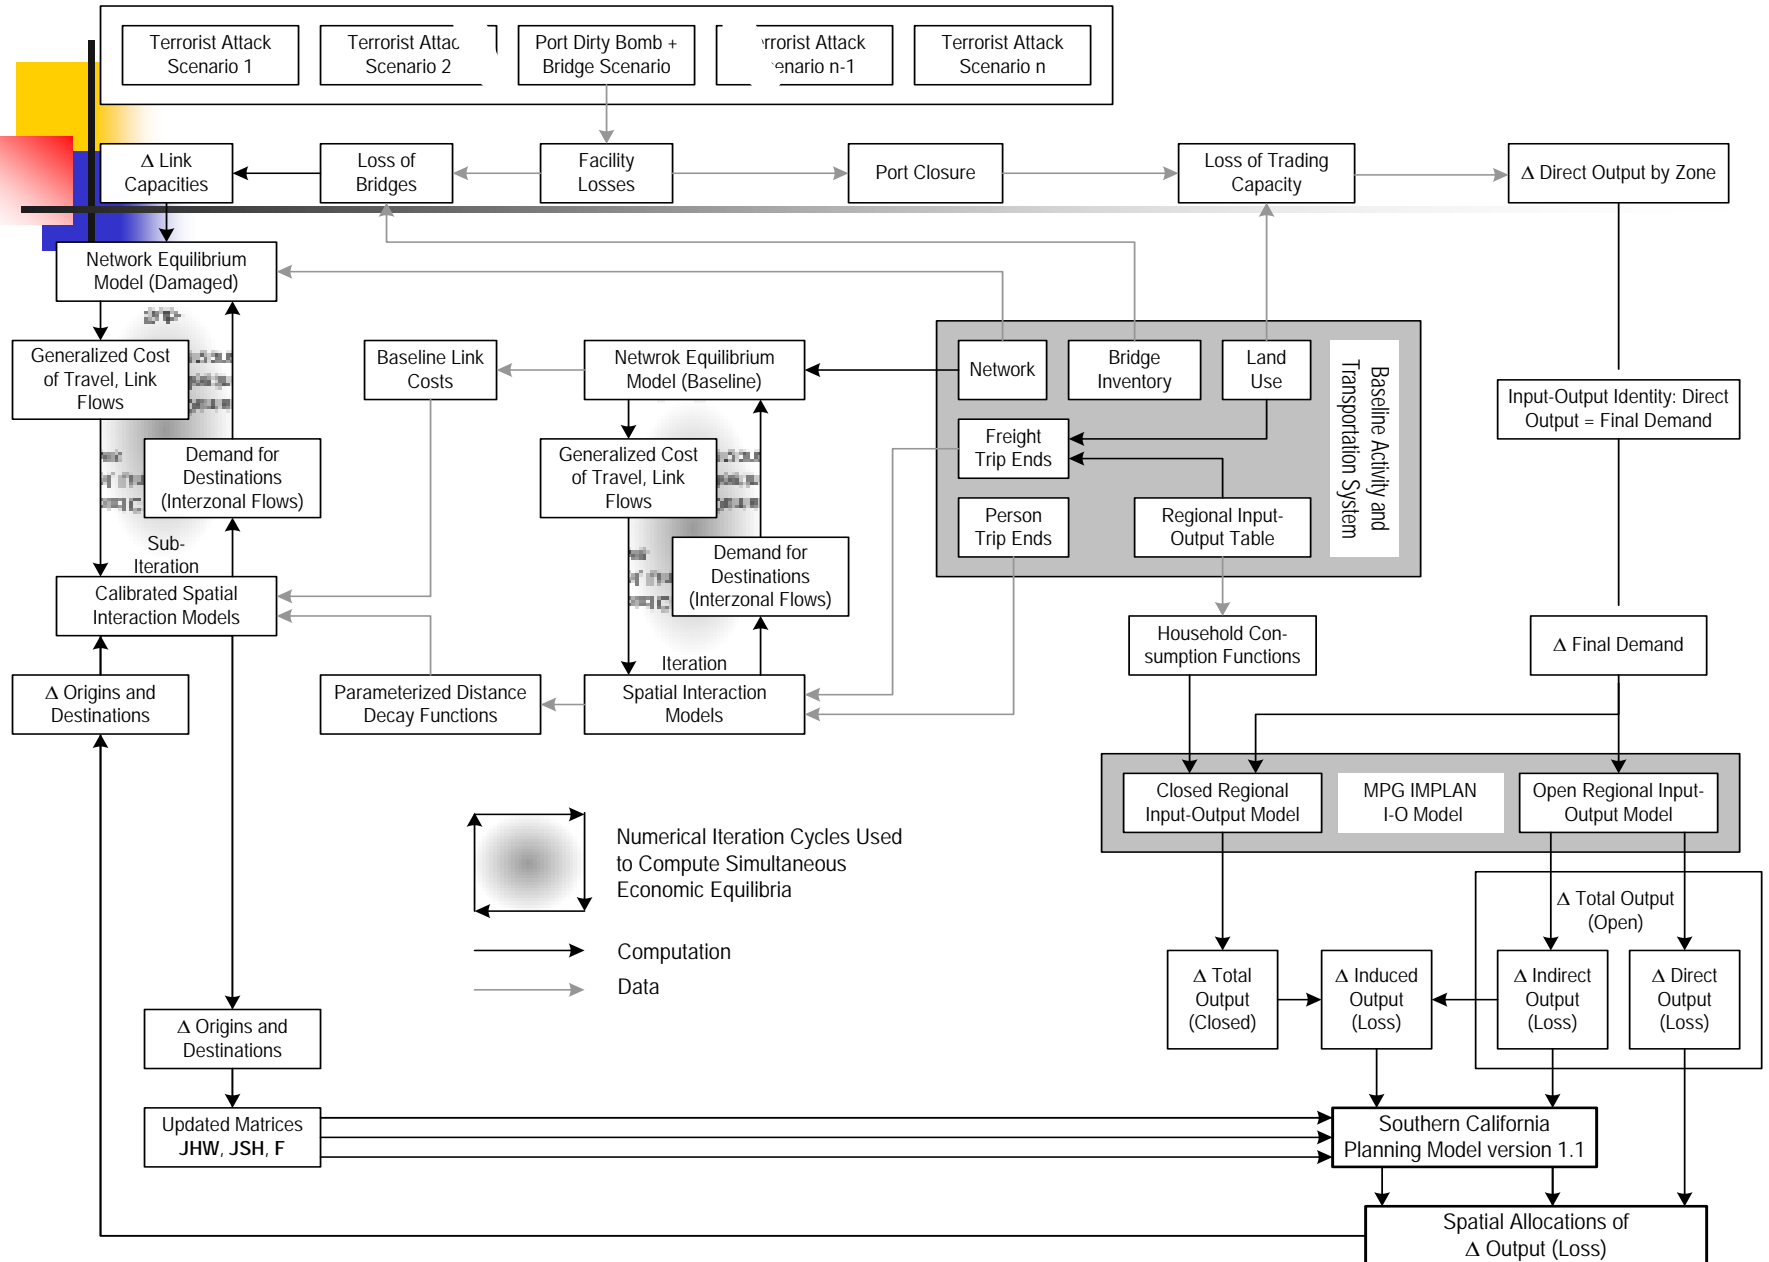 Terrorist Attack
Scenario 1
Terrorist Attac
Scenario 2
Port Dirty Bomb +
Bridge Scenario
rrorist Attack
enario n-1
Terrorist Attack
Scenario n
Δ Link
Capacities
Loss of
Bridges
Facility
Losses
Port Closure
Loss of Trading
Capacity
Δ Direct Output by Zone
Network Equilibrium
Model (Damaged)
Generalized Cost
of Travel, Link
Flows
Baseline Link
Costs
Netwrok Equilibrium
Model (Baseline)
Network
Bridge
Inventory
Land
Use
Baseline Activity and
Transportation System
Input-Output Identity: Direct
Output = Final Demand
Demand for
Destinations
(Interzonal Flows)
Generalized Cost
of Travel, Link
Flows
Freight
Trip Ends
Person
Trip Ends
Regional Input-
Output Table
Sub-
Iteration
Demand for
Destinations
(Interzonal Flows)
Calibrated Spatial
Interaction Models
Household Con-
sumption Functions
Δ Final Demand
Iteration
Δ Origins and
Destinations
Parameterized Distance
Decay Functions
Spatial Interaction
Models
Closed Regional
Input-Output Model
MPG IMPLAN
I-O Model
Open Regional Input-
Output Model
Numerical Iteration Cycles Used
to Compute Simultaneous
Economic Equilibria
Computation
Data
Δ Total Output
(Open)
Δ Total
Output
(Closed)
Δ Induced
Output
(Loss)
Δ Indirect
Output
(Loss)
Δ Direct
Output
(Loss)
Δ Origins and
Destinations
Updated Matrices
JHW, JSH, F
Southern California
Planning Model version 1.1
Spatial Allocations of
Δ Output (Loss)